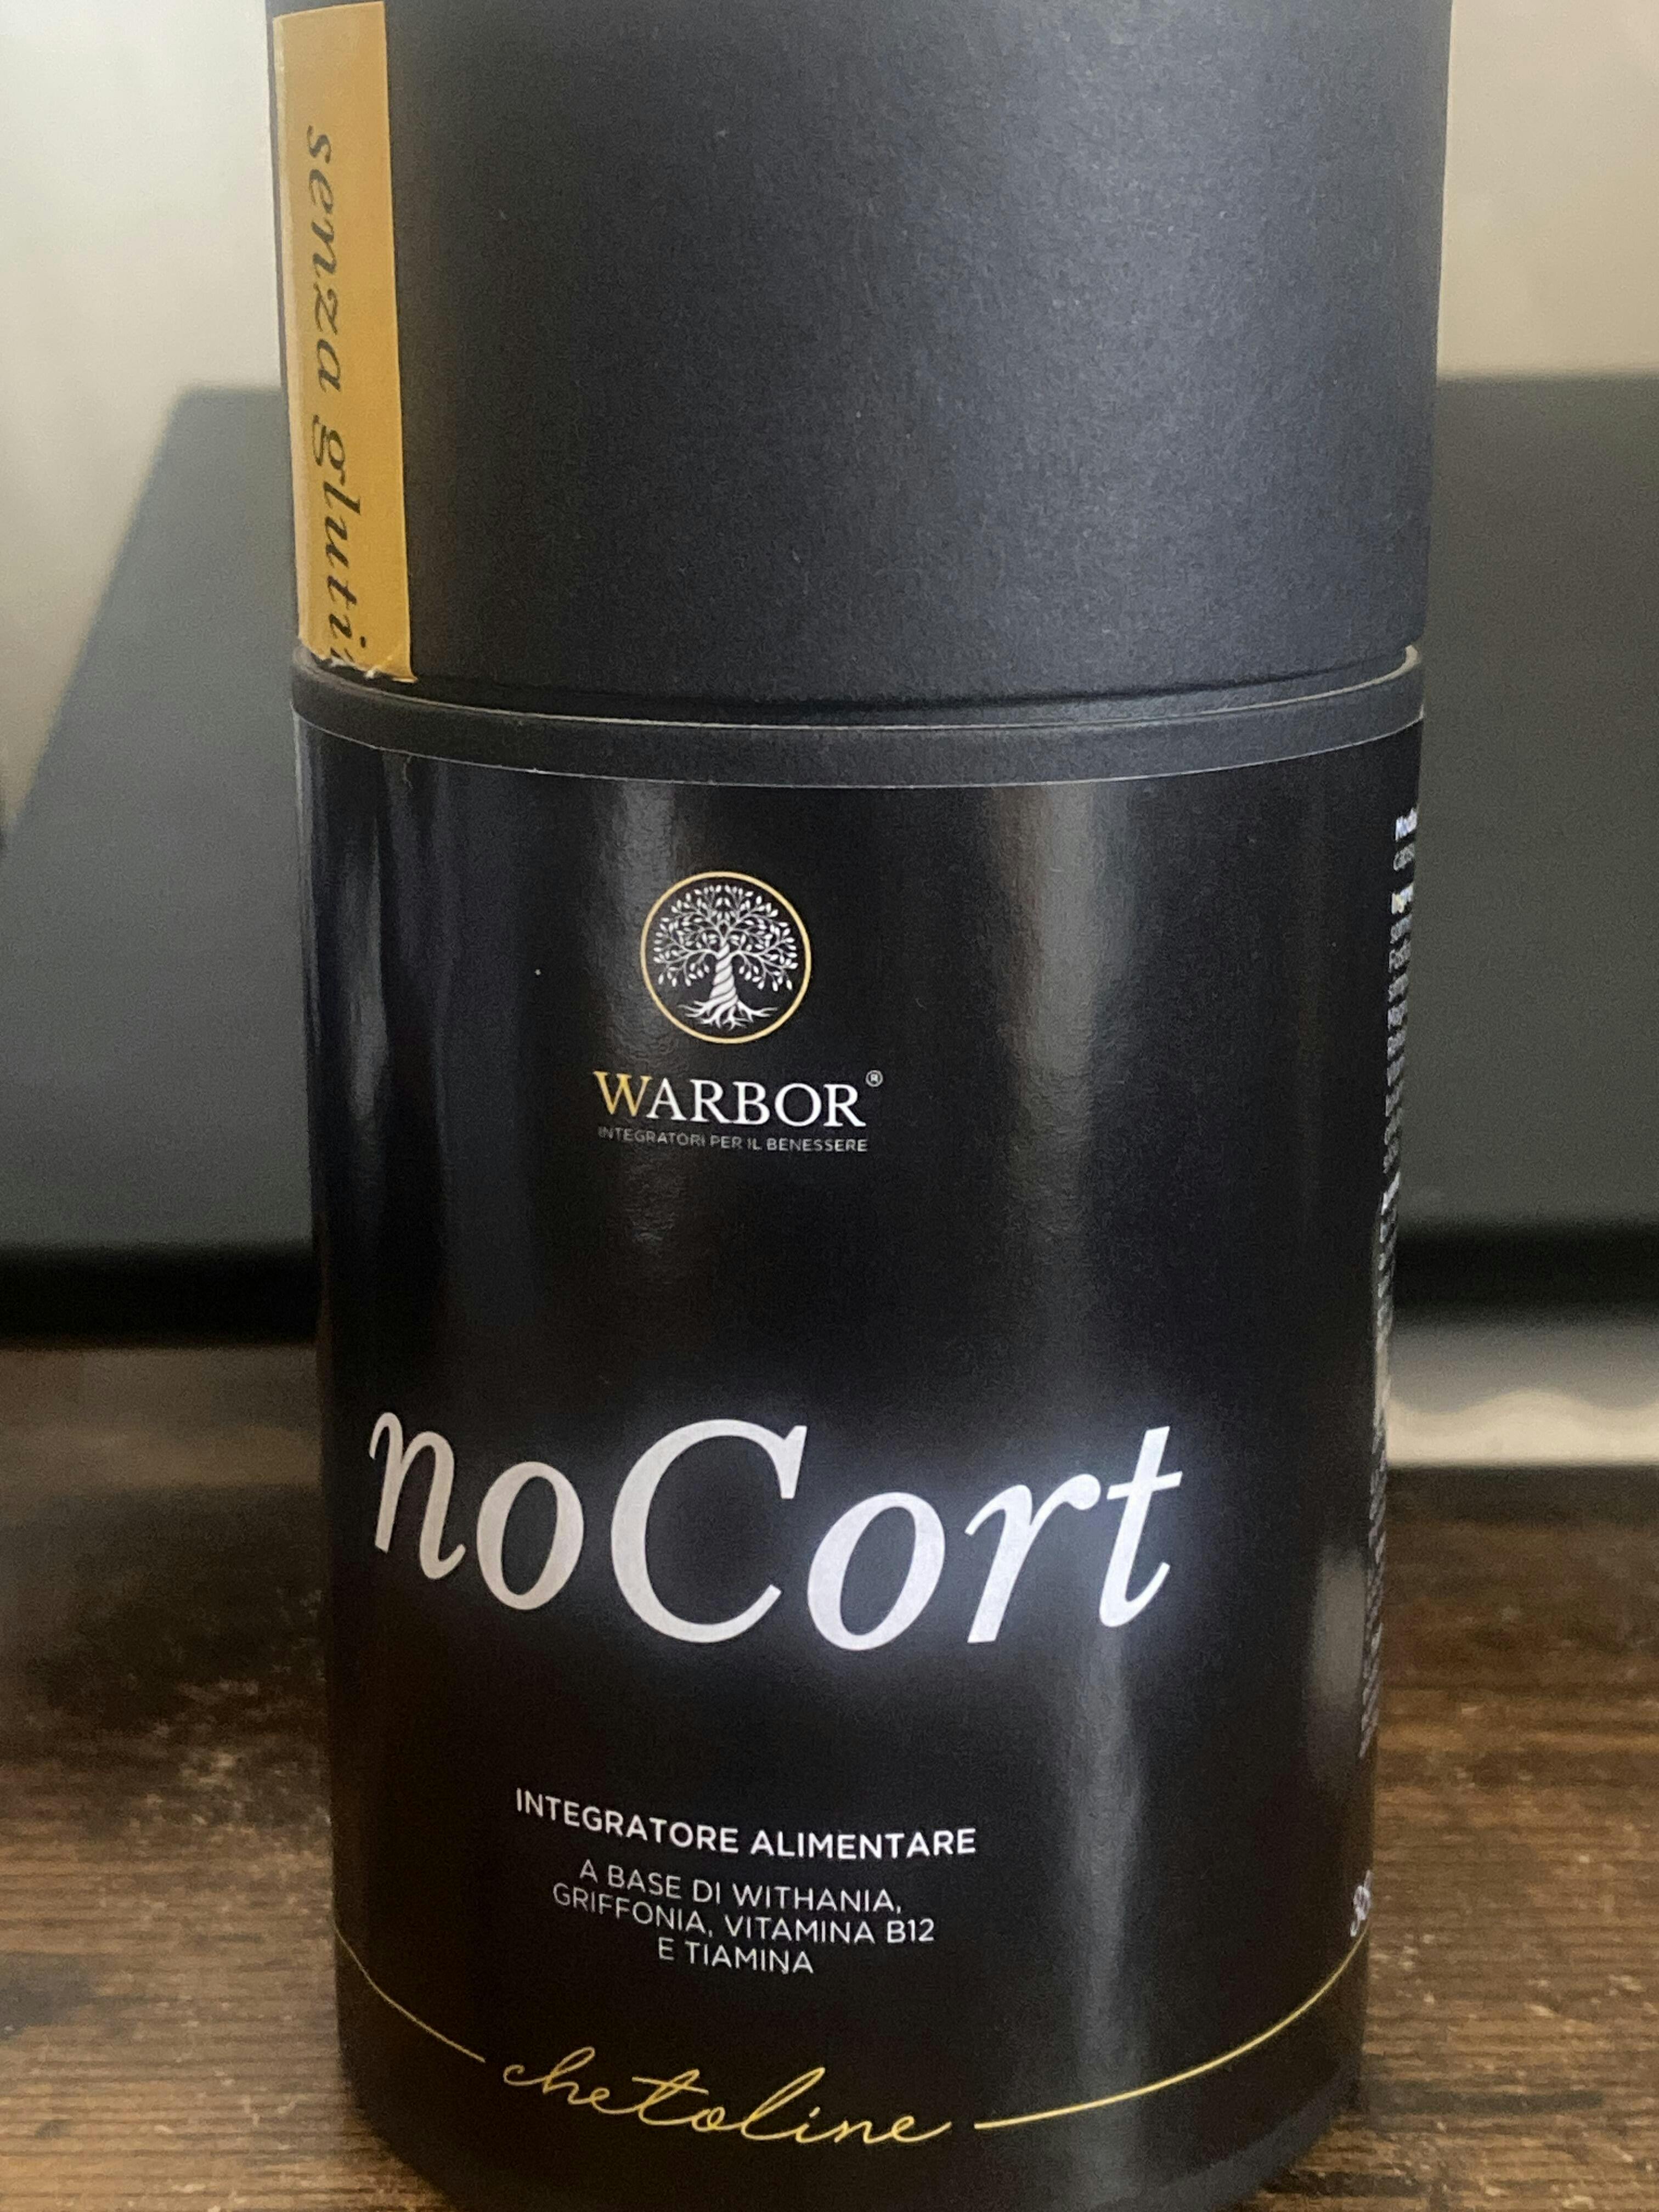 senza gluti
WARBOR®
INTEGRATORI PER IL BENESSERE
noCort
INTEGRATORE ALIMENTARE
A BASE DI WITHANIA,
GRIFFONIA, VITAMINA B12
E TIAMINA
chetoline